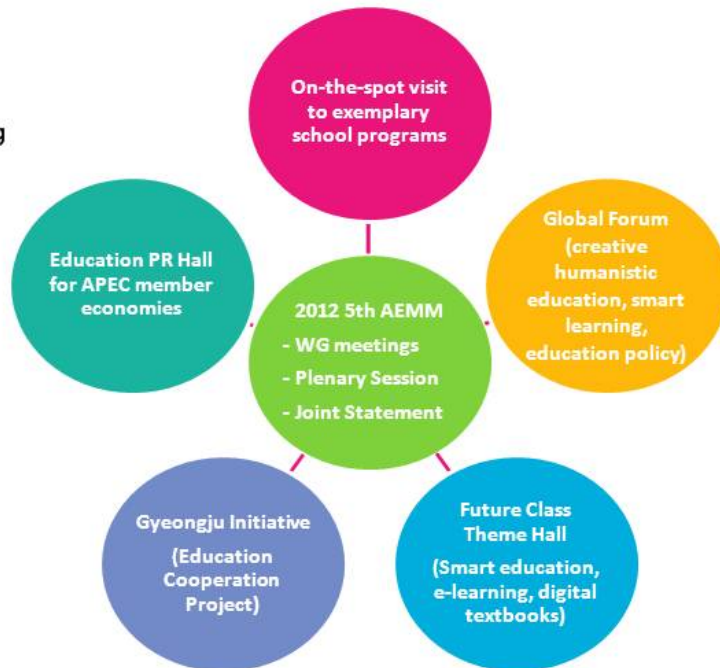 On-the-spot visit
to exemplary
school programs
g
Education PR Hall
for APEC member
economies
Global Forum
(creative
humanistic
education, smart
learning,
education policy)
2012 5th AEMM
- WG meetings
- Plenary Session
- Joint Statement
Gyeongju Initiative
(Education
Cooperation
Project)
Future Class
Theme Hall
(Smart education,
e-learning, digital
textbooks)